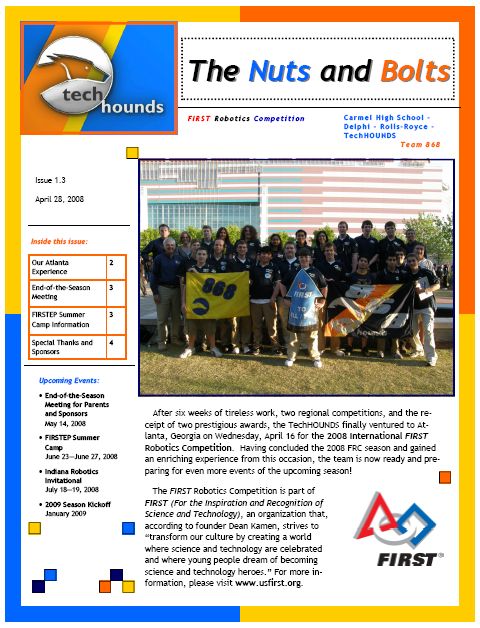 tech
hounds
The Nuts and Bolts
FIRST Robotics Competition
Carmel High School -
Delphi - Rolls-Royce -
TechHOUNDS
Team 868
Issue 1.3
April 28, 2008
Inside this issue:
Our Atlanta Experience 2
End-of-the-Season Meeting 3
FIRSTEP Summer Camp Information 3
Special Thanks and Sponsors 4
Upcoming Events:
• End-of-the-Season
Meeting for Parents
and Sponsors
May 14, 2008
• FIRSTEP Summer
Camp
June 23—June 27, 2008
• Indiana Robotics
Invitational
July 18—19, 2008
• 2009 Season Kickoff
January 2009
868
FIRST
After six weeks of tireless work, two regional competitions, and the re-
ceipt of two prestigious awards, the TechHOUNDS finally ventured to At-
lanta, Georgia on Wednesday, April 16 for the 2008 International FIRST
Robotics Competition. Having concluded the 2008 FRC season and gained
an enriching experience from this occasion, the team is now ready and pre-
paring for even more events of the upcoming season!
The FIRST Robotics Competition is part of
FIRST (For the Inspiration and Recognition of
Science and Technology), an organization that,
according to founder Dean Kamen, strives to
“transform our culture by creating a world
where science and technology are celebrated
and where young people dream of becoming
science and technology heroes.” For more in-
formation, please visit www.usfirst.org.
FIRST®